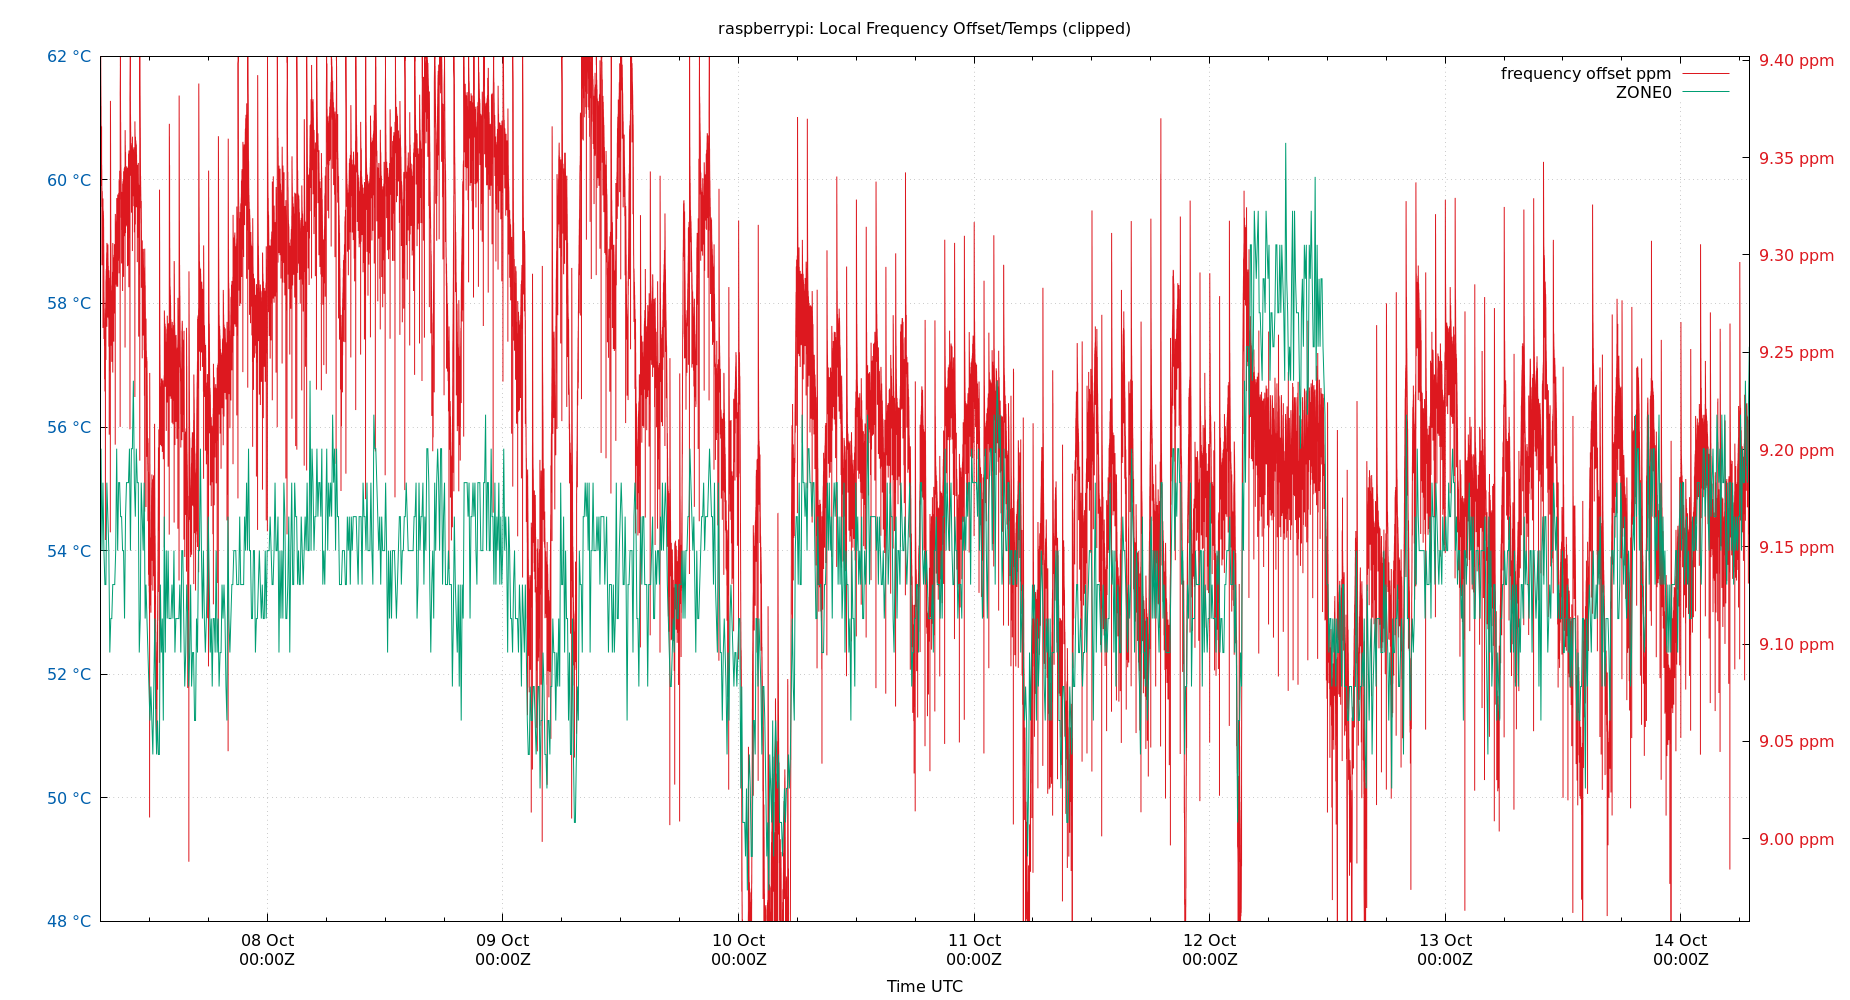 raspberrypi: Local Frequency Offset/Temps (clipped)
62 °C
60 °C
58 °C
56 °C
54 °C
52 °C
50 °C
48 °C
9.40 ppm
9.35 ppm
9.30 ppm
9.25 ppm
9.20 ppm
9.15 ppm
9.10 ppm
9.05 ppm
9.00 ppm
frequency offset ppm
ZONE0
08 Oct
00:00Z
09 Oct
00:00Z
10 Oct
00:00Z
11 Oct
00:00Z
12 Oct
00:00Z
13 Oct
00:00Z
14 Oct
00:00Z
Time UTC